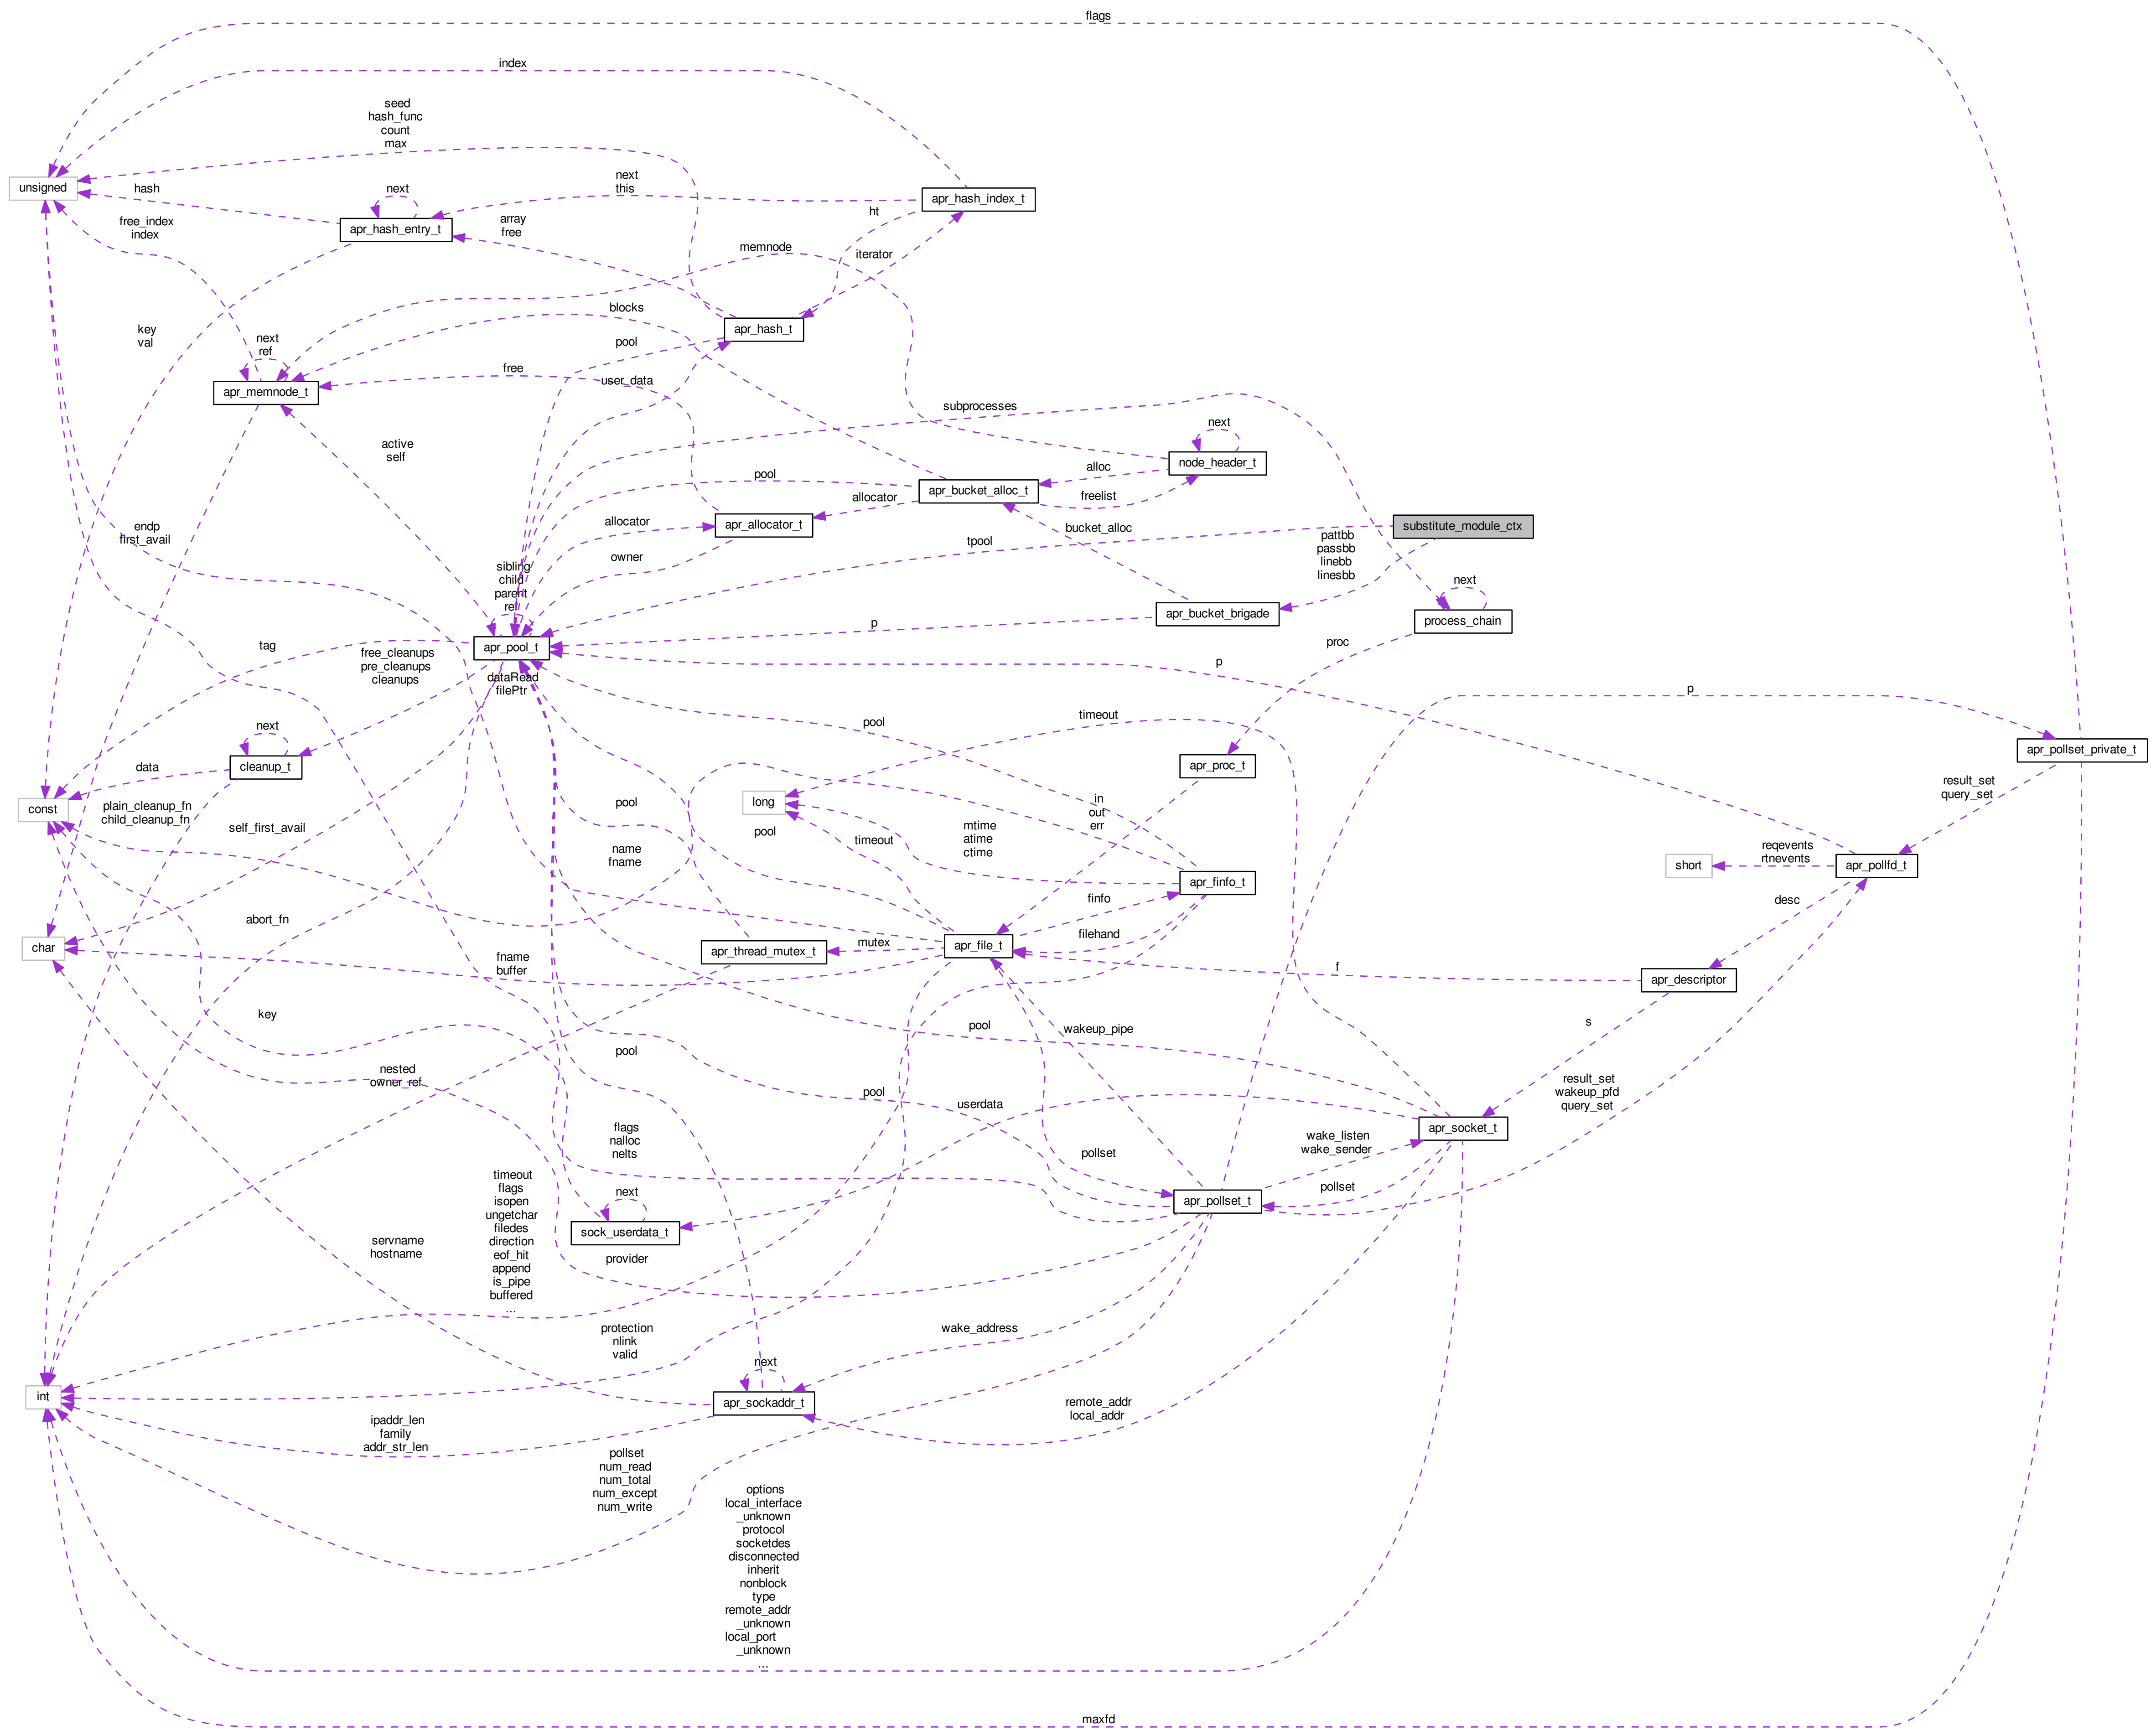 flags
index
seed
hash_func
count
max
unsigned
hash
next
next
this
apr_hash_index_t
free_index
index
apr_hash_entry_t
array
free
ht
memnode
iterator
key
val
blocks
apr_hash_t
next
ref
pool
apr_memnode_t
free
user_data
subprocesses
active
self
next
node_header_t
pool
alloc
apr_bucket_alloc_t
freelist
allocator
endp
first_avail
allocator
apr_allocator_t
bucket_alloc
substitute_module_ctx
tpool
pattbb
passbb
linebb
linesbb
owner
sibling
child
parent
ref
next
apr_bucket_brigade
p
process_chain
tag
free_cleanups
pre_cleanups
cleanups
apr_pool_t
dataRead
filePtr
proc
p
p
next
pool
timeout
cleanup_t
data
apr_proc_t
apr_pollset_private_t
const
plain_cleanup_fn
child_cleanup_fn
long
pool
in
out
err
result_set
query_set
self_first_avail
pool
timeout
mtime
atime
ctime
name
fname
reqevents
rtnevents
short
apr_pollfd_t
apr_finfo_t
finfo
desc
abort_fn
char
filehand
apr_file_t
mutex
apr_thread_mutex_t
fname
buffer
f
apr_descriptor
key
pool
wakeup_pipe
s
pool
nested
owner_ref
pool
userdata
result_set
wakeup_pfd
query_set
flags
nalloc
nelts
apr_socket_t
wake_listen
wake_sender
pollset
timeout
flags
isopen
ungetchar
filedes
direction
eof_hit
append
is_pipe
buffered
...
next
pollset
apr_pollset_t
sock_userdata_t
servname
hostname
provider
protection
nlink
valid
wake_address
next
int
apr_sockaddr_t
remote_addr
local_addr
ipaddr_len
family
addr_str_len
pollset
num_read
num_total
num_except
num_write
options
local_interface
_unknown
protocol
socketdes
disconnected
inherit
nonblock
type
remote_addr
_unknown
local_port
_unknown
...
maxfd